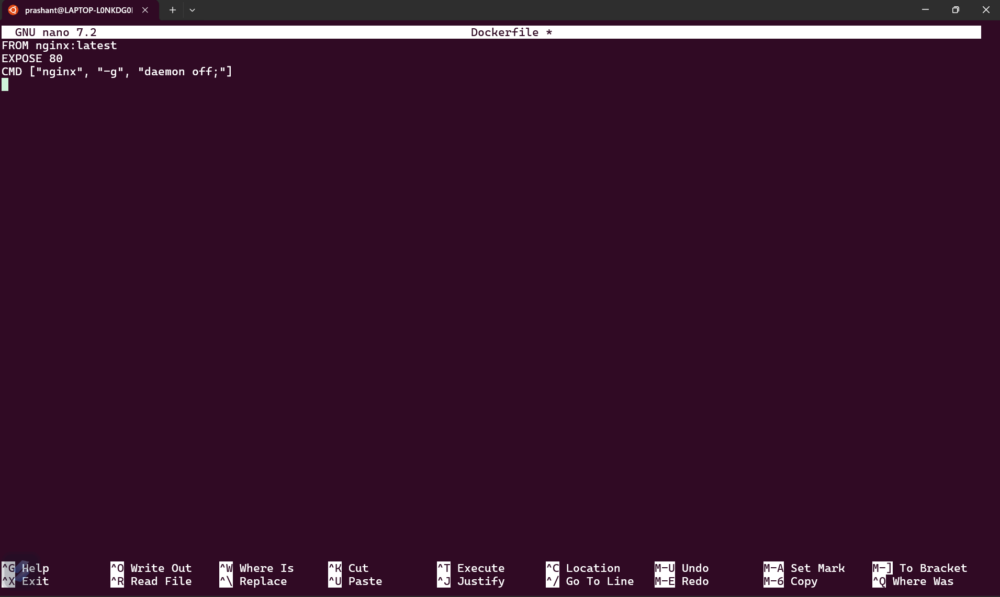 prashant@LAPTOP-L0NKDG0
GNU nano 7.2 Dockerfile *
FROM nginx:latest
EXPOSE 80
CMD ["nginx", "-g", "daemon off;"]
^G Help ^O Write Out ^W Where Is ^K Cut ^T Execute ^C Location M-U Undo M-A Set Mark M-] To Bracket
^X Exit ^R Read File ^\ Replace ^U Paste ^J Justify ^/ Go To Line M-E Redo M-6 Copy ^Q Where Was